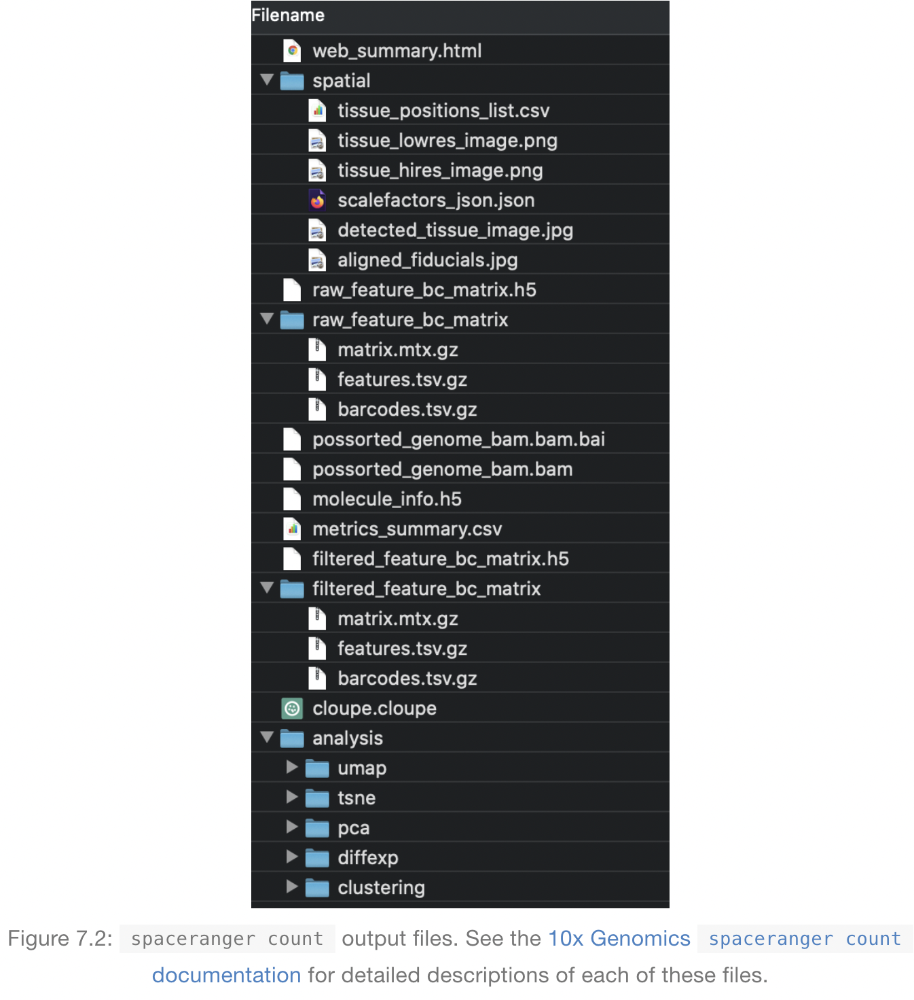 Filename
web_summary.html
spatial
tissue_positions_list.csv
tissue_lowres_image.png
tissue_hires_image.png
scalefactors_json.json
detected_tissue_image.jpg
aligned_fiducials.jpg
raw_feature_bc_matrix.h5
raw_feature_bc_matrix
matrix.mtx.gz
features.tsv.gz
barcodes.tsv.gz
possorted_genome_bam.bam.bai
possorted_genome_bam.bam
molecule_info.h5
metrics_summary.csv
filtered_feature_bc_matrix.h5
filtered_feature_bc_matrix
matrix.mtx.gz
features.tsv.gz
barcodes.tsv.gz
cloupe.cloupe
analysis
umap
tsne
pca
diffexp
clustering
Figure 7.2: spaceranger count output files. See the 10x Genomics spaceranger count
documentation for detailed descriptions of each of these files.